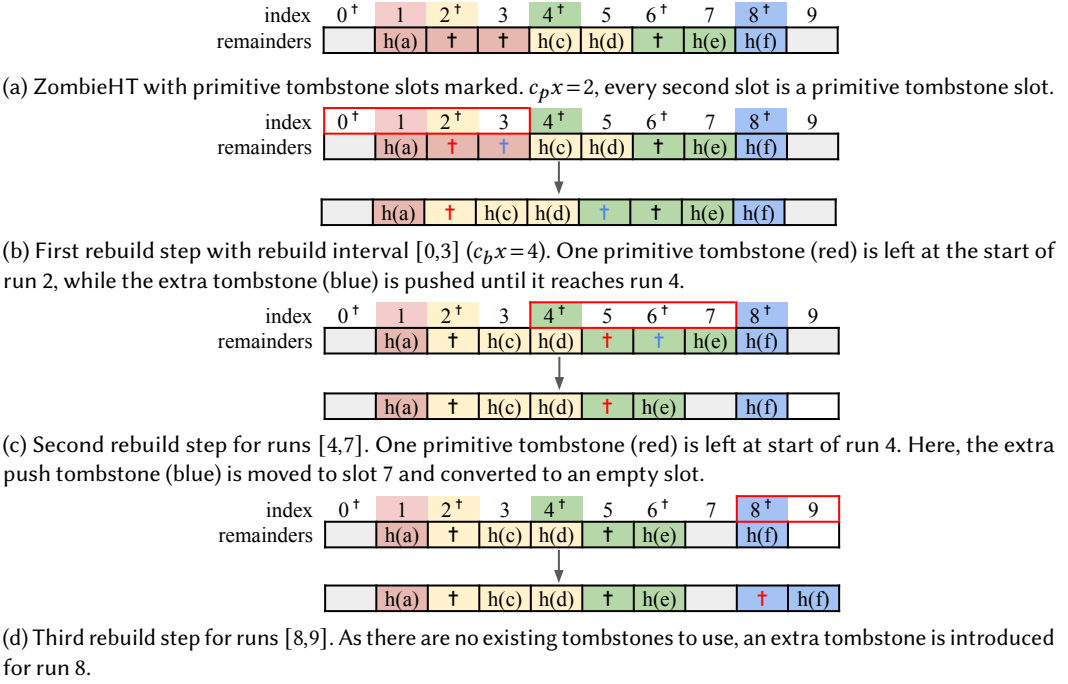 index 0† 1 2† 3 4† 5 6† 7 8† 9
remainders h(a) † † h(c) h(d) † h(e) h(f)
(a) ZombieHT with primitive tombstone slots marked. cₚx=2, every second slot is a primitive tombstone slot.
index 0† 1 2† 3 4† 5 6† 7 8† 9
remainders h(a) † † h(c) h(d) † h(e) h(f)
h(a) † h(c) h(d) † † h(e) h(f)
(b) First rebuild step with rebuild interval [0,3] (c_b x=4). One primitive tombstone (red) is left at the start of
run 2, while the extra tombstone (blue) is pushed until it reaches run 4.
index 0† 1 2† 3 4† 5 6† 7 8† 9
remainders h(a) † h(c) h(d) † † h(e) h(f)
h(a) † h(c) h(d) † h(e) h(f)
(c) Second rebuild step for runs [4,7]. One primitive tombstone (red) is left at start of run 4. Here, the extra
push tombstone (blue) is moved to slot 7 and converted to an empty slot.
index 0† 1 2† 3 4† 5 6† 7 8† 9
remainders h(a) † h(c) h(d) † h(e) h(f)
h(a) † h(c) h(d) † h(e) † h(f)
(d) Third rebuild step for runs [8,9]. As there are no existing tombstones to use, an extra tombstone is introduced
for run 8.